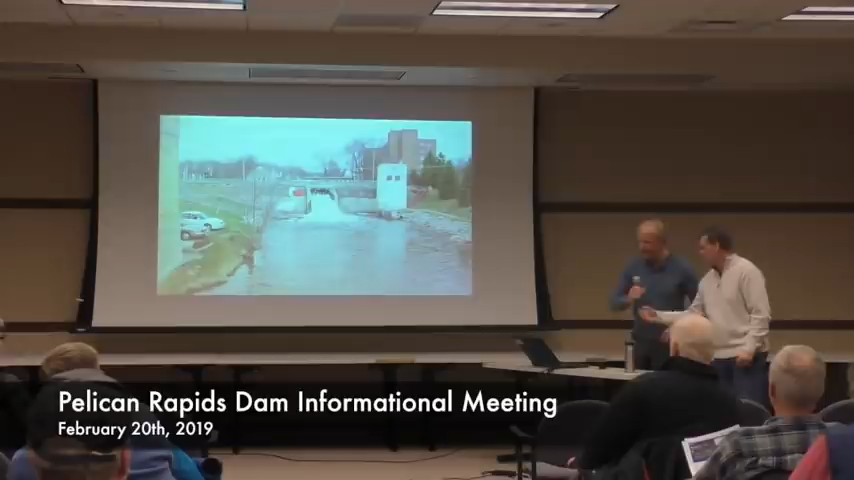 Pelican Rapids Dam Informational Meeting
February 20th, 2019